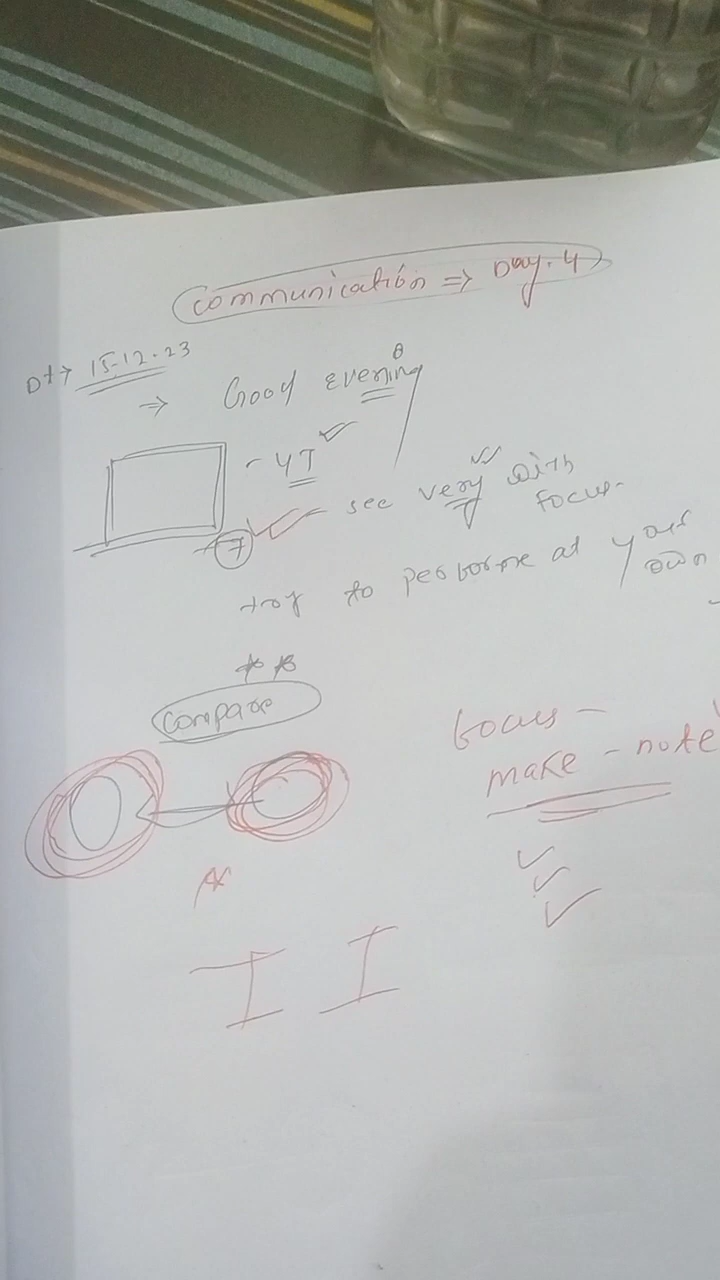 communication ⇒ Day.4
Dt → 15.12.23
⇒ Good evening
- YT
7 see very with
focus.
try to performe at your
own
compare
focus -
make - note
I I